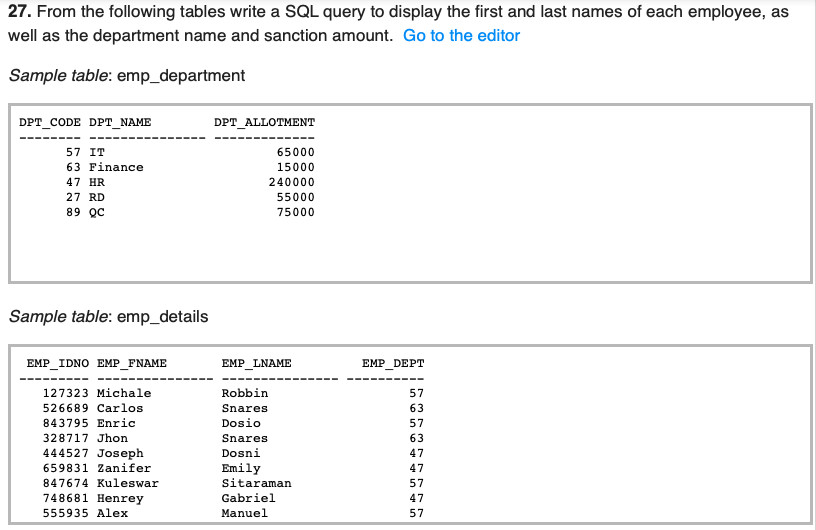 27. From the following tables write a SQL query to display the first and last names of each employee, as
well as the department name and sanction amount. Go to the editor
Sample table: emp_department
DPT_CODE DPT_NAME        DPT_ALLOTMENT
-------- --------------- -------------
      57 IT                      65000
      63 Finance                 15000
      47 HR                     240000
      27 RD                      55000
      89 QC                      75000
Sample table: emp_details
 EMP_IDNO EMP_FNAME       EMP_LNAME         EMP_DEPT
--------- --------------- --------------- ----------
   127323 Michale         Robbin                  57
   526689 Carlos          Snares                  63
   843795 Enric           Dosio                   57
   328717 Jhon            Snares                  63
   444527 Joseph          Dosni                   47
   659831 Zanifer         Emily                   47
   847674 Kuleswar        Sitaraman               57
   748681 Henrey          Gabriel                 47
   555935 Alex            Manuel                  57